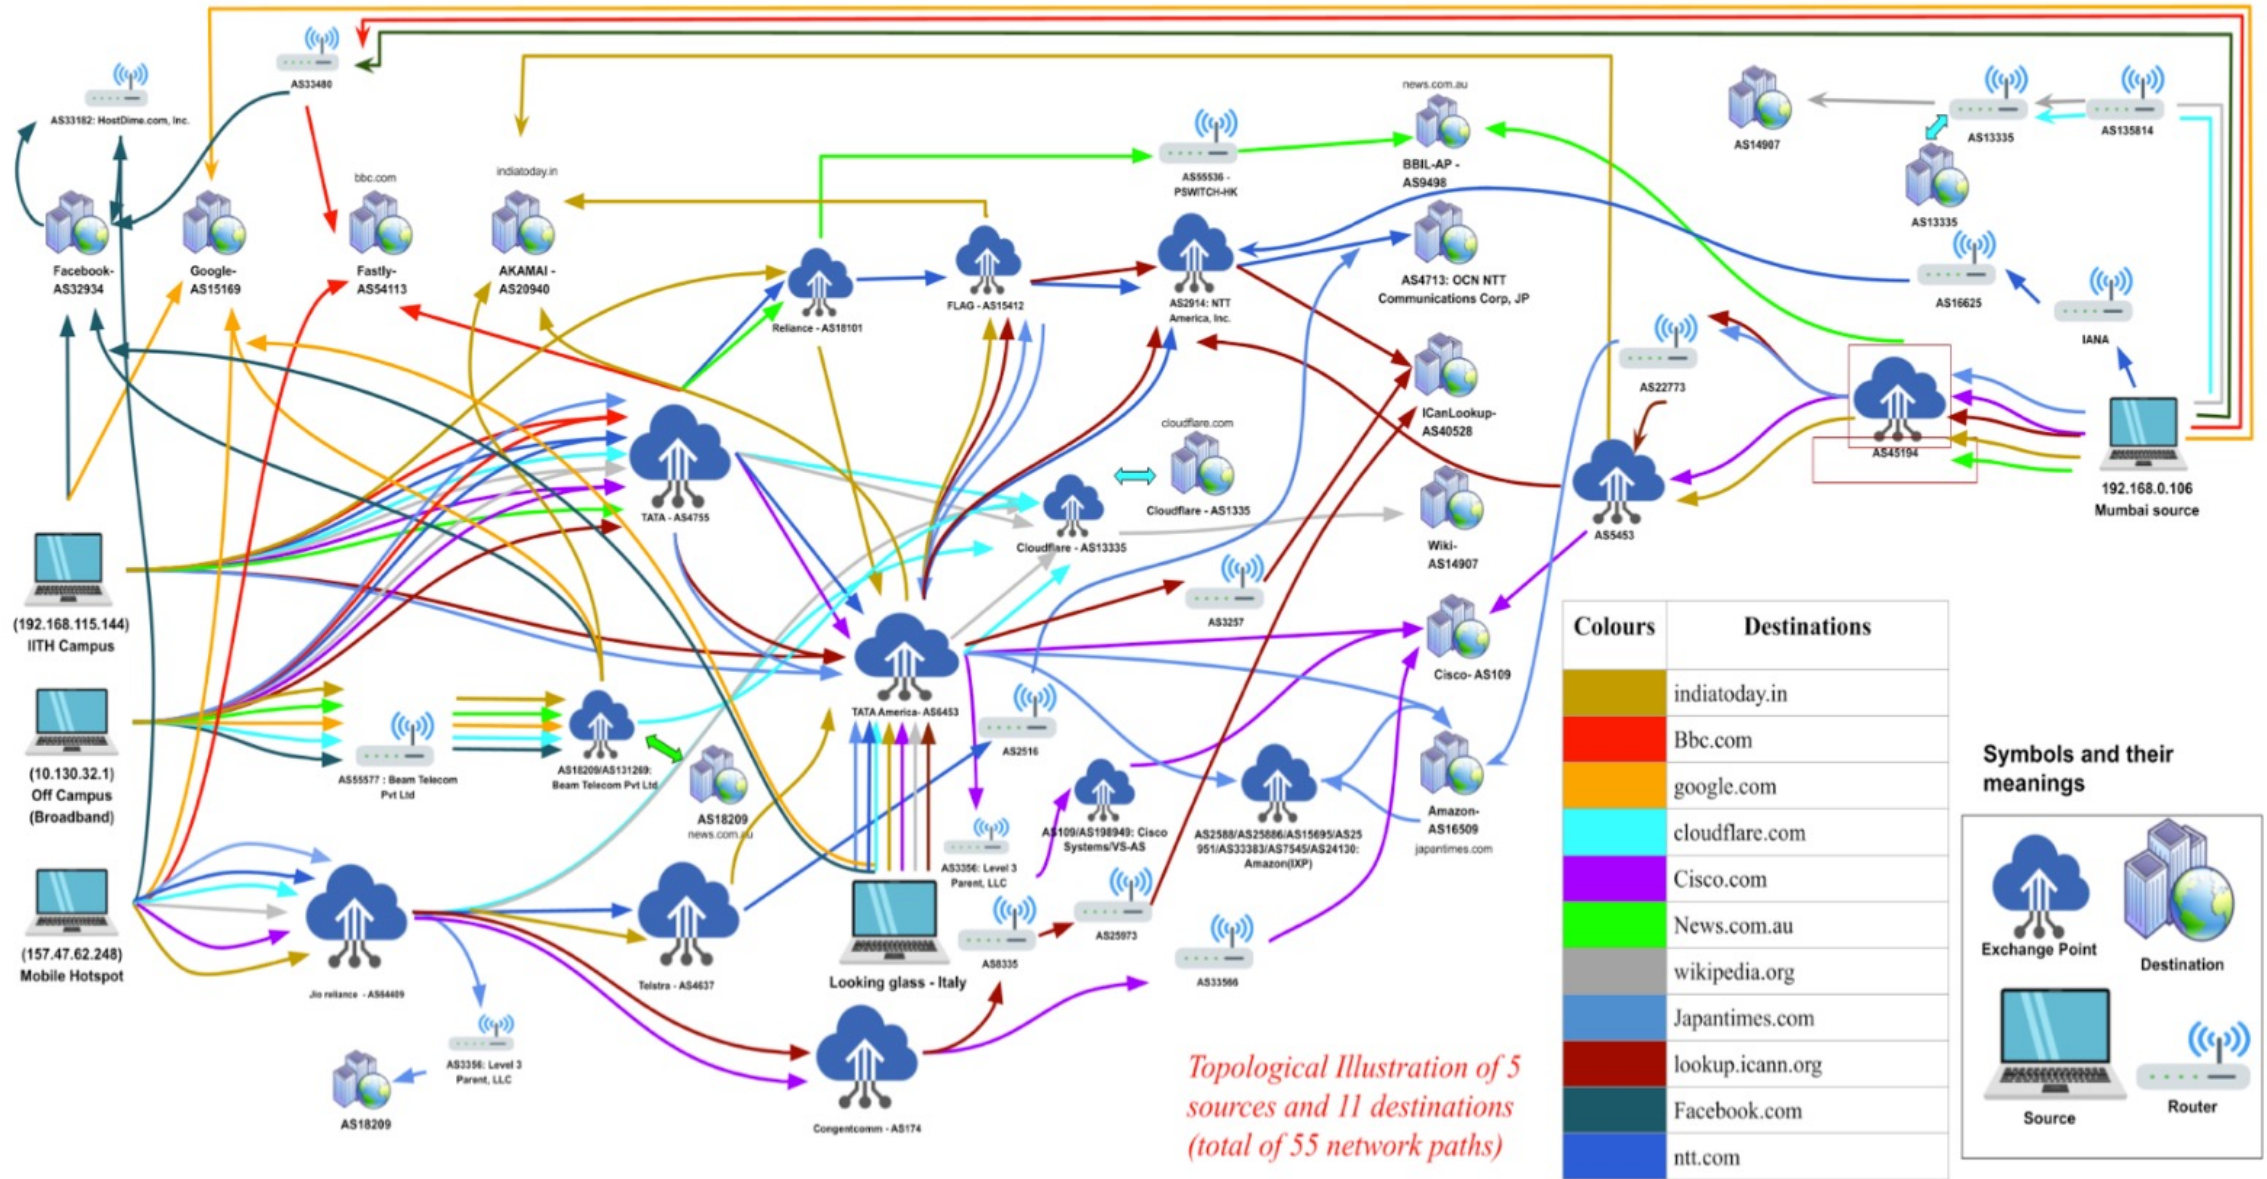 AS33480
AS33182: HostDime.com, Inc.
news.com.au
AS14907
AS13335
AS135814
bbc.com
indiatoday.in
AS55536 -
PSWITCH-HK
BBIL-AP -
AS9498
AS13335
Facebook-
AS32934
Google-
AS15169
Fastly-
AS54113
AKAMAI -
AS20940
Reliance - AS18101
FLAG - AS15412
AS2914: NTT
America, Inc.
AS4713: OCN NTT
Communications Corp, JP
AS16625
IANA
AS22773
ICanLookup-
AS40528
cloudflare.com
AS45194
192.168.0.106
Mumbai source
TATA - AS4755
Cloudflare - AS1335
Cloudflare - AS13335
Wiki-
AS14907
AS5453
(192.168.115.144)
IITH Campus
AS3257
Cisco- AS109
TATA America- AS6453
AS2516
(10.130.32.1)
Off Campus
(Broadband)
AS55577 : Beam Telecom
Pvt Ltd
AS18209/AS131269:
Beam Telecom Pvt Ltd
AS18209
news.com.au
AS109/AS198949: Cisco
Systems/VS-AS
AS2588/AS25886/AS15695/AS25
951/AS33383/AS7545/AS24130:
Amazon(IXP)
Amazon-
AS16509
japantimes.com
AS3356: Level 3
Parent, LLC
(157.47.62.248)
Mobile Hotspot
Jio reliance - AS64409
Telstra - AS4637
Looking glass - Italy
AS8335
AS25973
AS33566
AS3356: Level 3
Parent, LLC
AS18209
Congentcomm - AS174
Topological Illustration of 5
sources and 11 destinations
(total of 55 network paths)
Colours Destinations
indiatoday.in
Bbc.com
google.com
cloudflare.com
Cisco.com
News.com.au
wikipedia.org
Japantimes.com
lookup.icann.org
Facebook.com
ntt.com
Symbols and their
meanings
Exchange Point
Destination
Source
Router